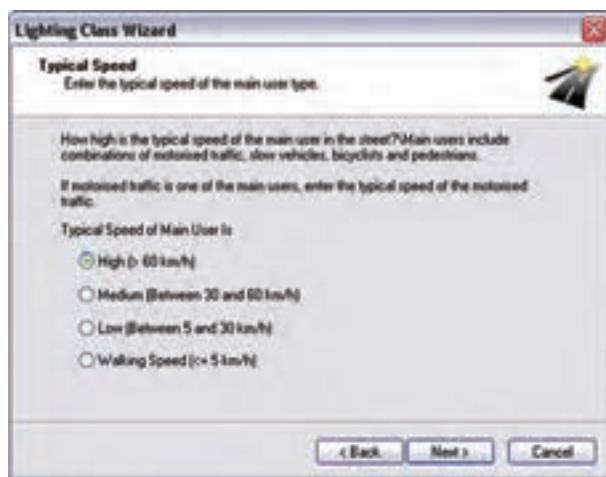 Lighting Class Wizard
Typical Speed
Enter the typical speed of the main user type.
How high is the typical speed of the main user in the street?\Main users include
combinations of motorised traffic, slow vehicles, bicyclists and pedestrians.
If motorised traffic is one of the main users, enter the typical speed of the motorised
traffic.
Typical Speed of Main User Is
High (> 60 km/h)
Medium (Between 30 and 60 km/h)
Low (Between 5 and 30 km/h)
Walking Speed (<= 5 km/h)
< Back Next > Cancel